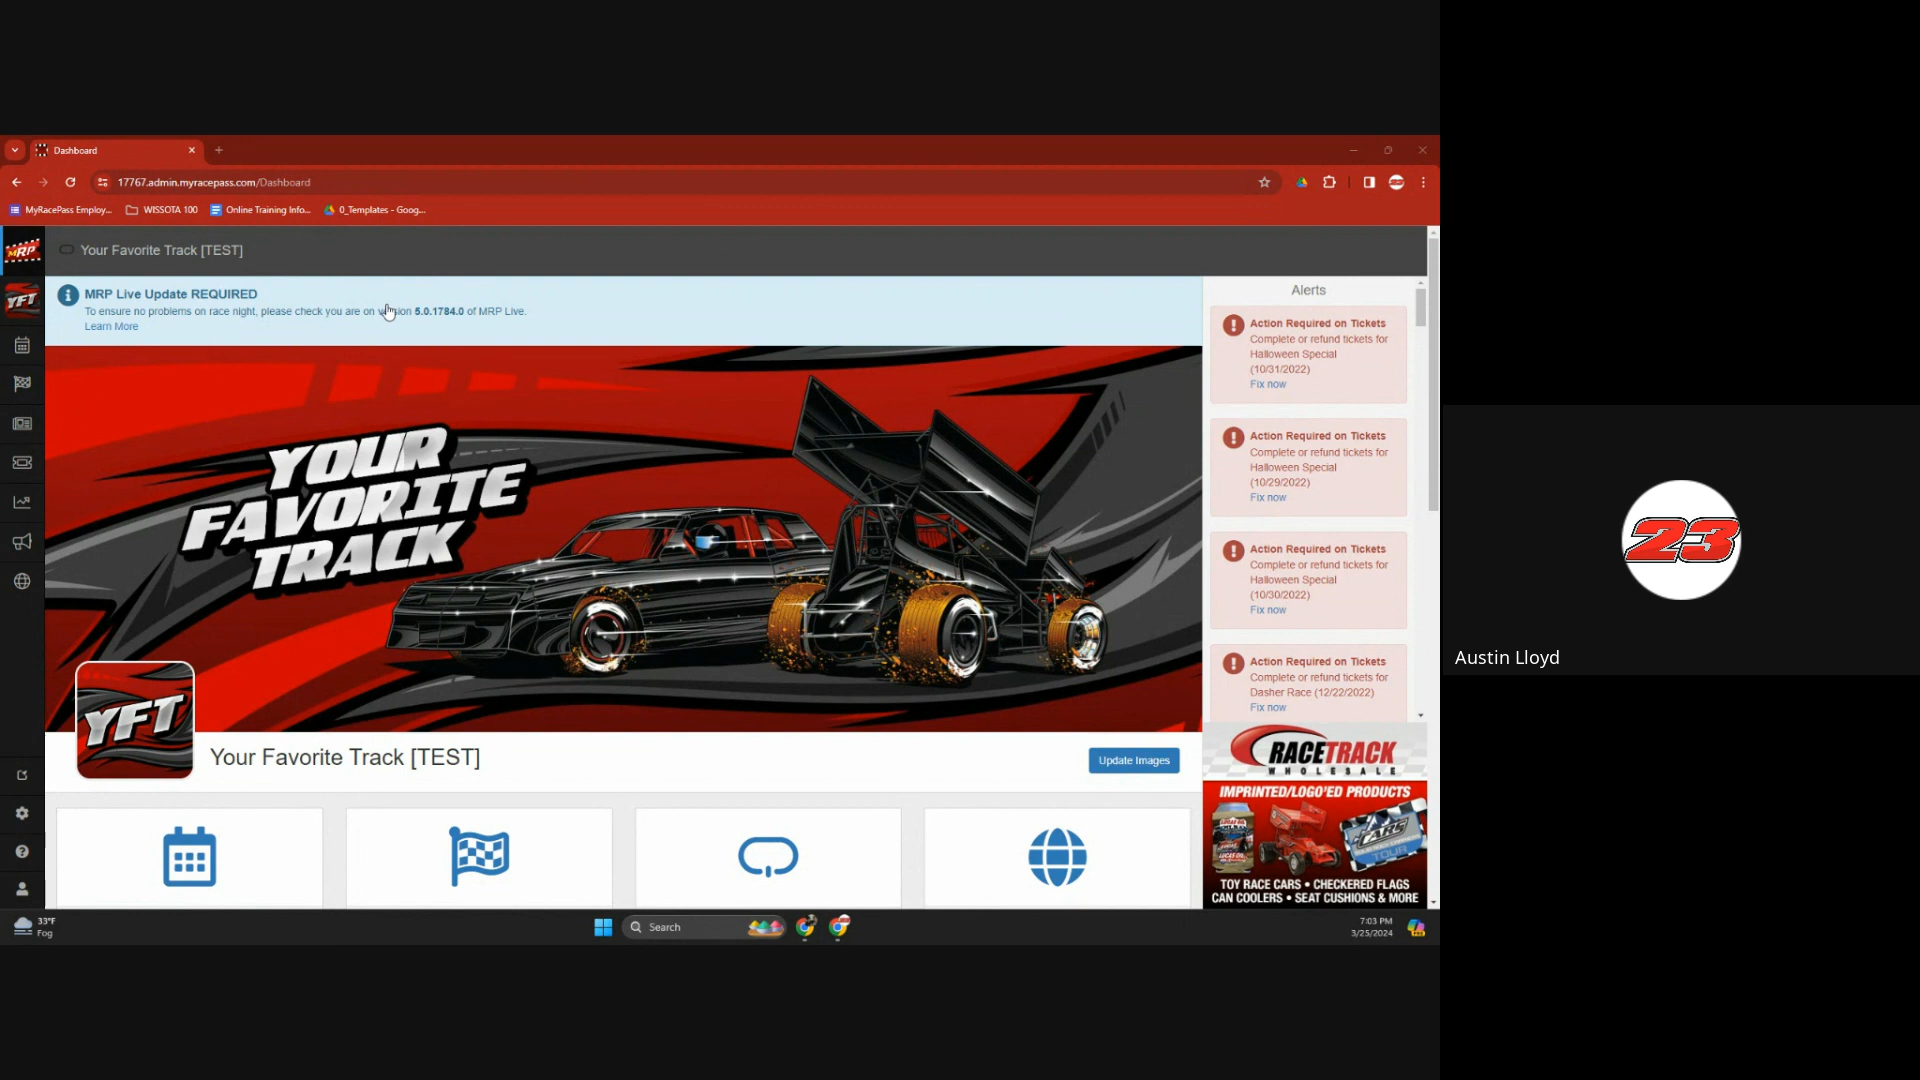 Dashboard
17767.admin.myracepass.com/Dashboard
MyRacePass Employ...
WISSOTA 100
Online Training Info...
0_Templates - Goog...
MRP
Your Favorite Track [TEST]
YFT
MRP Live Update REQUIRED
To ensure no problems on race night, please check you are on version 5.0.1784.0 of MRP Live.
Learn More
Alerts
Action Required on Tickets
Complete or refund tickets for
Halloween Special
(10/31/2022)
Fix now
Action Required on Tickets
Complete or refund tickets for
Halloween Special
(10/29/2022)
Fix now
Action Required on Tickets
Complete or refund tickets for
Halloween Special
(10/30/2022)
Fix now
Action Required on Tickets
Complete or refund tickets for
Dasher Race (12/22/2022)
Fix now
YOUR
FAVORITE
TRACK
YFT
Your Favorite Track [TEST]
Update Images
RACETRACK
WHOLESALE
IMPRINTED/LOGO'ED PRODUCTS
CARS
TOUR
TOY RACE CARS • CHECKERED FLAGS
CAN COOLERS • SEAT CUSHIONS & MORE
33°F
Fog
Search
7:03 PM
3/25/2024
23
Austin Lloyd